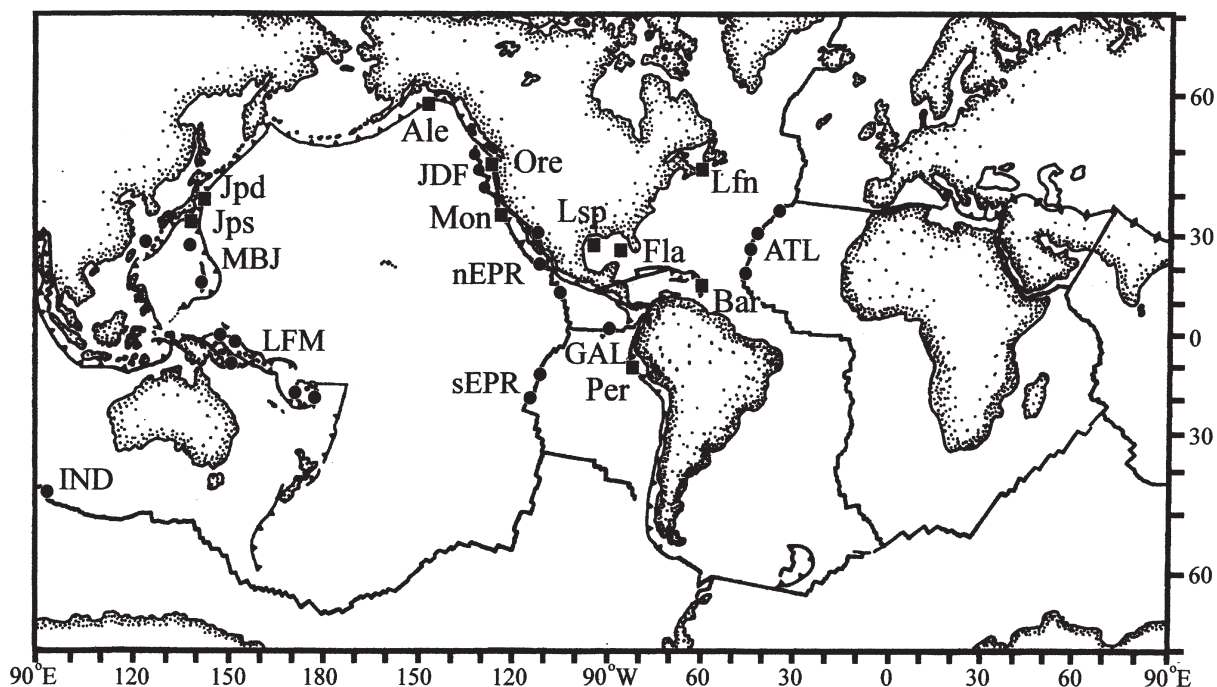 60
Ale
JDF
Ore
Lfn
Jpd
Mon
Lsp
Jps
Fla
ATL
30
MBJ
nEPR
Bar
0
LFM
GAL
sEPR
Per
30
IND
60
90°E 120 150 180 150 120 90°W 60 30 0 30 60 90°E